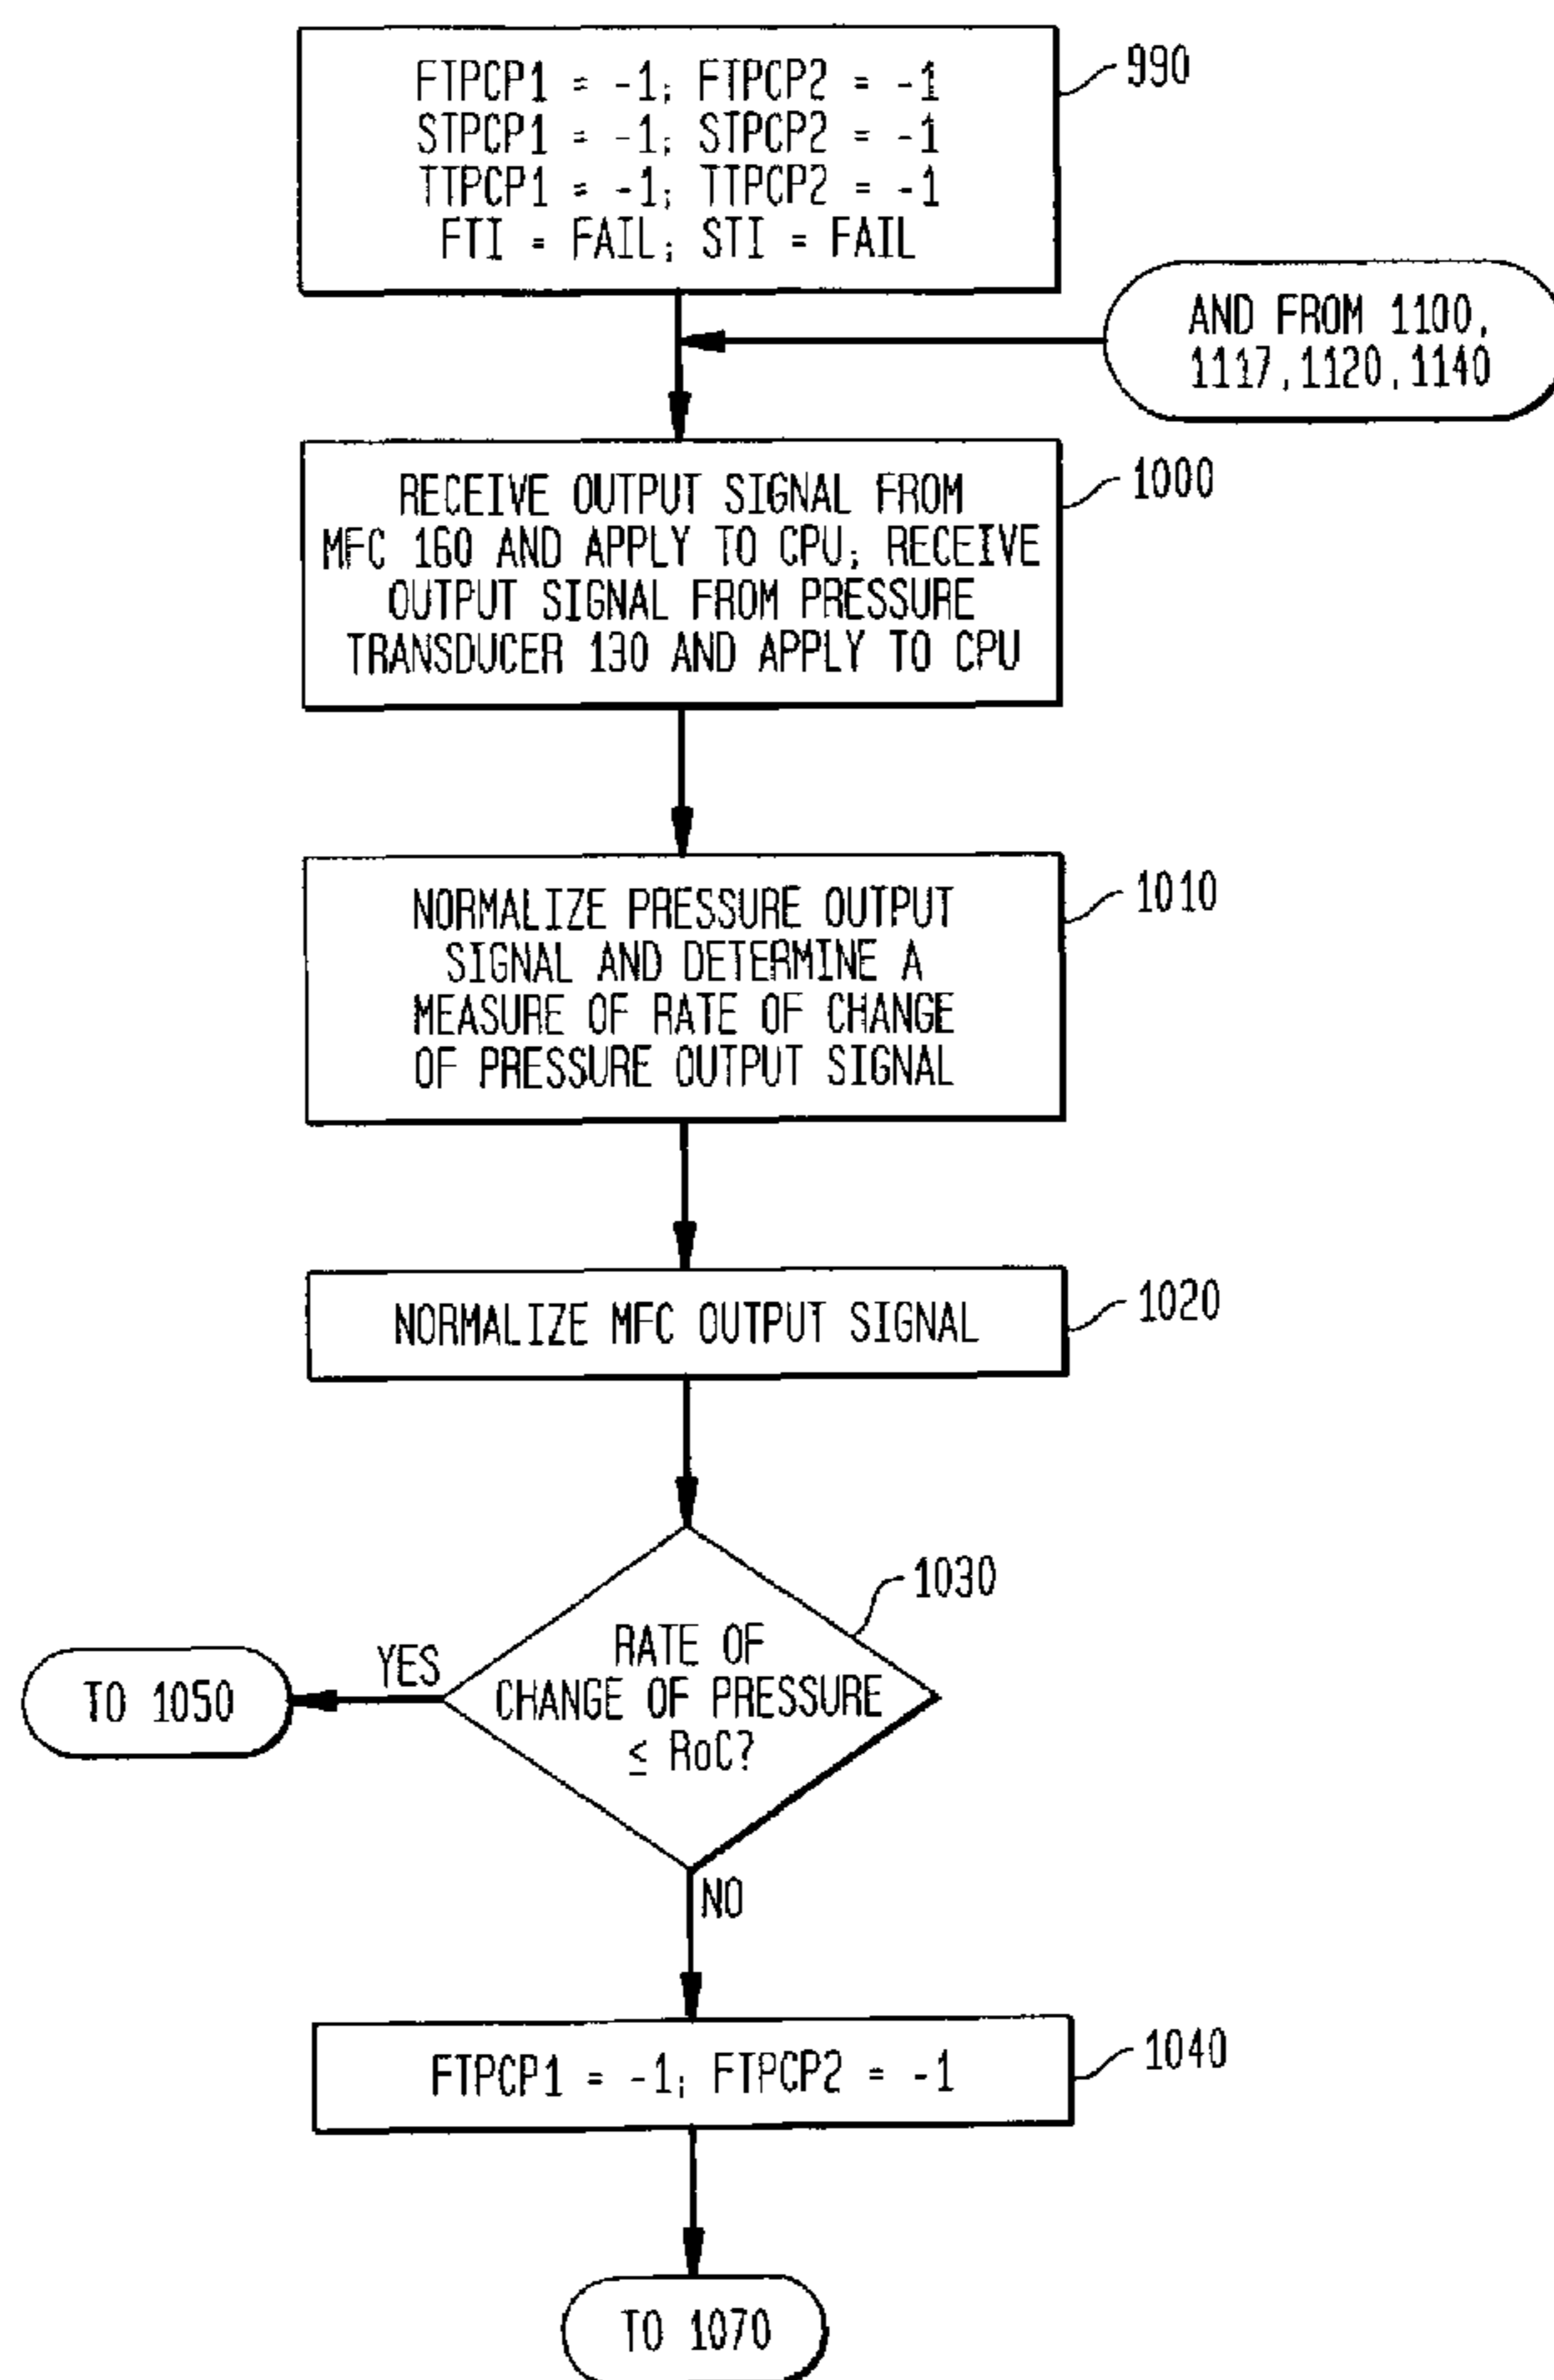 FTPCP1 = -1; FTPCP2 = -1
STPCP1 = -1; STPCP2 = -1
TTPCP1 = -1; TTPCP2 = -1
FTI = FAIL; STI = FAIL
990
AND FROM 1100,
1117,1120,1140
RECEIVE OUTPUT SIGNAL FROM
MFC 160 AND APPLY TO CPU; RECEIVE
OUTPUT SIGNAL FROM PRESSURE
TRANSDUCER 130 AND APPLY TO CPU
1000
NORMALIZE PRESSURE OUTPUT
SIGNAL AND DETERMINE A
MEASURE OF RATE OF CHANGE
OF PRESSURE OUTPUT SIGNAL
1010
NORMALIZE MFC OUTPUT SIGNAL
1020
RATE OF
CHANGE OF PRESSURE
≤ RoC?
1030
YES
TO 1050
NO
FTPCP1 = -1; FTPCP2 = -1
1040
TO 1070